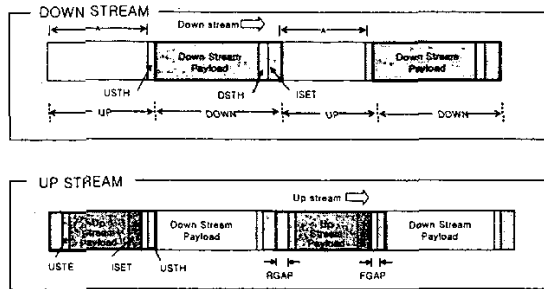 DOWN STREAM
Down stream
A
A
Down Stream
Payload
Down Stream
Payload
USTH
DSTH
ISET
UP
DOWN
UP
DOWN
UP STREAM
Up stream
Up
Stream
Payload
Down Stream
Payload
Up
Stream
Payload
Down Stream
Payload
USTE
ISET
USTH
RGAP
FGAP